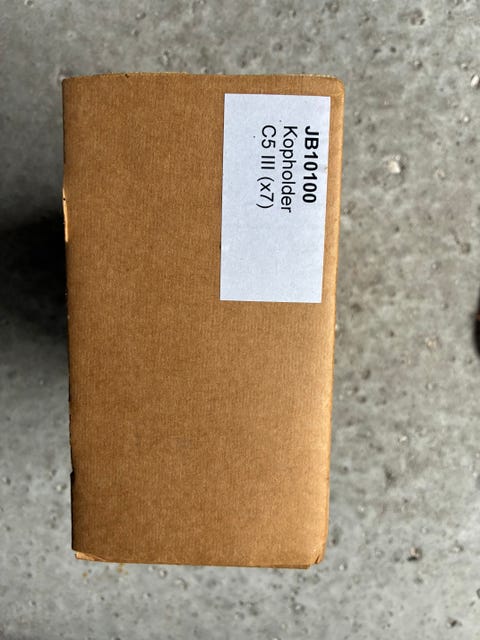 JB10100
Kopholder
C5 III (x7)